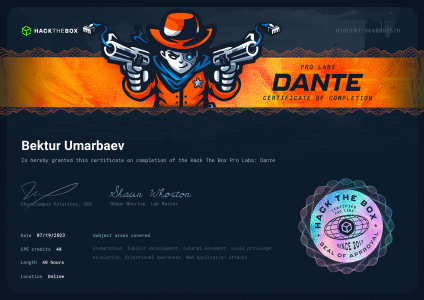 HACKTHEBOX
PRO LABS
DANTE
CERTIFICATE OF COMPLETION
Bektur Umarbaev
Is hereby granted this certificate on completion of the Hack The Box Pro Labs: Dante
Shaun Whorton
Charalampos Pylarinos, CEO
Shaun Whorton, Lab Master
Date 07/19/2023
CPE credits 40
Length 40 hours
Location Online
Subject areas covered
Enumeration, Exploit development, Lateral movement, Local privilege
escalation, Situational awareness, Web application attacks
HACK THE BOX
CERTIFIED
PRO LABS
SINCE 2017
SEAL OF APPROVAL